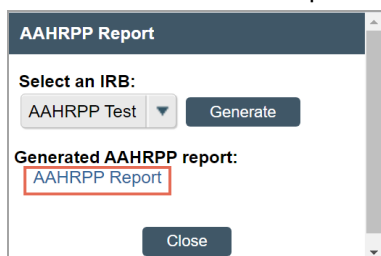 AAHRPP Report
Select an IRB:
AAHRPP Test Generate
Generated AAHRPP report:
AAHRPP Report
Close